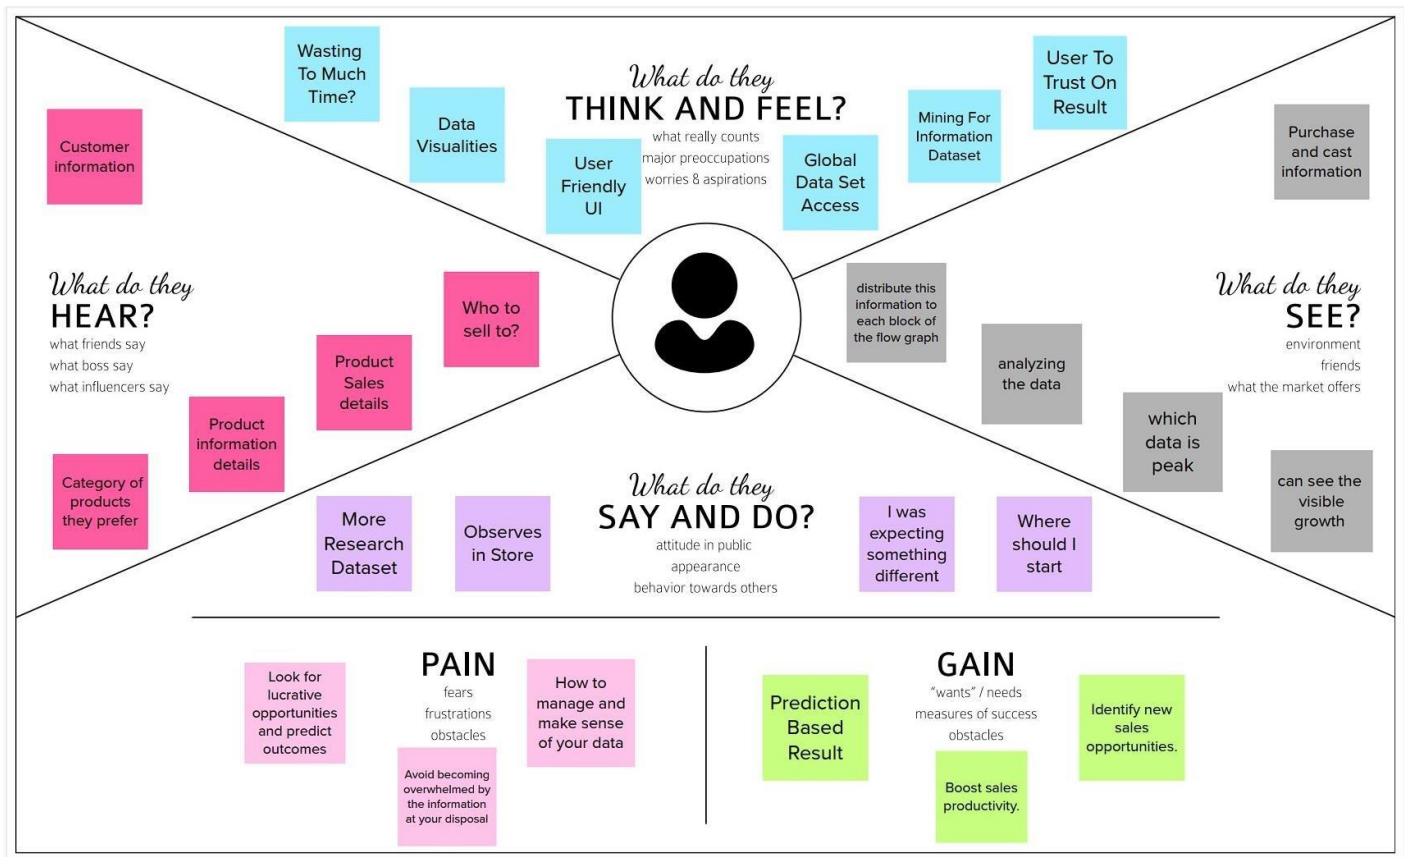 Wasting
To Much
Time?
Data
Visualities
User
Friendly
UI
What do they
THINK AND FEEL?
what really counts
major preoccupations
worries & aspirations
Global
Data Set
Access
Mining For
Information
Dataset
User To
Trust On
Result
Customer
information
What do they
HEAR?
what friends say
what boss say
what influencers say
Who to
sell to?
Product
Sales
details
Product
information
details
Category of
products
they prefer
Purchase
and cast
information
What do they
SEE?
environment
friends
what the market offers
distribute this
information to
each block of
the flow graph
analyzing
the data
which
data is
peak
can see the
visible
growth
More
Research
Dataset
Observes
in Store
What do they
SAY AND DO?
attitude in public
appearance
behavior towards others
I was
expecting
something
different
Where
should I
start
Look for
lucrative
opportunities
and predict
outcomes
PAIN
fears
frustrations
obstacles
Avoid becoming
overwhelmed by
the information
at your disposal
How to
manage and
make sense
of your data
Prediction
Based
Result
GAIN
"wants" / needs
measures of success
obstacles
Boost sales
productivity.
Identify new
sales
opportunities.